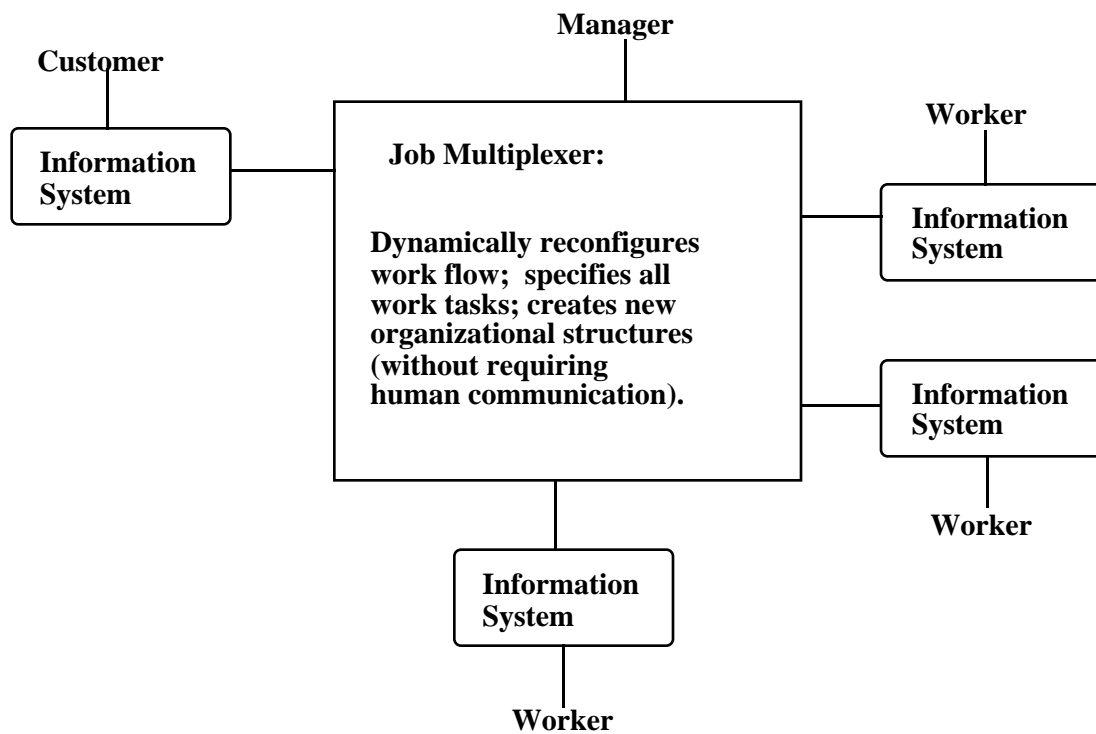 Manager
Customer
Information
System
Job Multiplexer:
Dynamically reconfigures
work flow; specifies all
work tasks; creates new
organizational structures
(without requiring
human communication).
Worker
Information
System
Information
System
Worker
Information
System
Worker